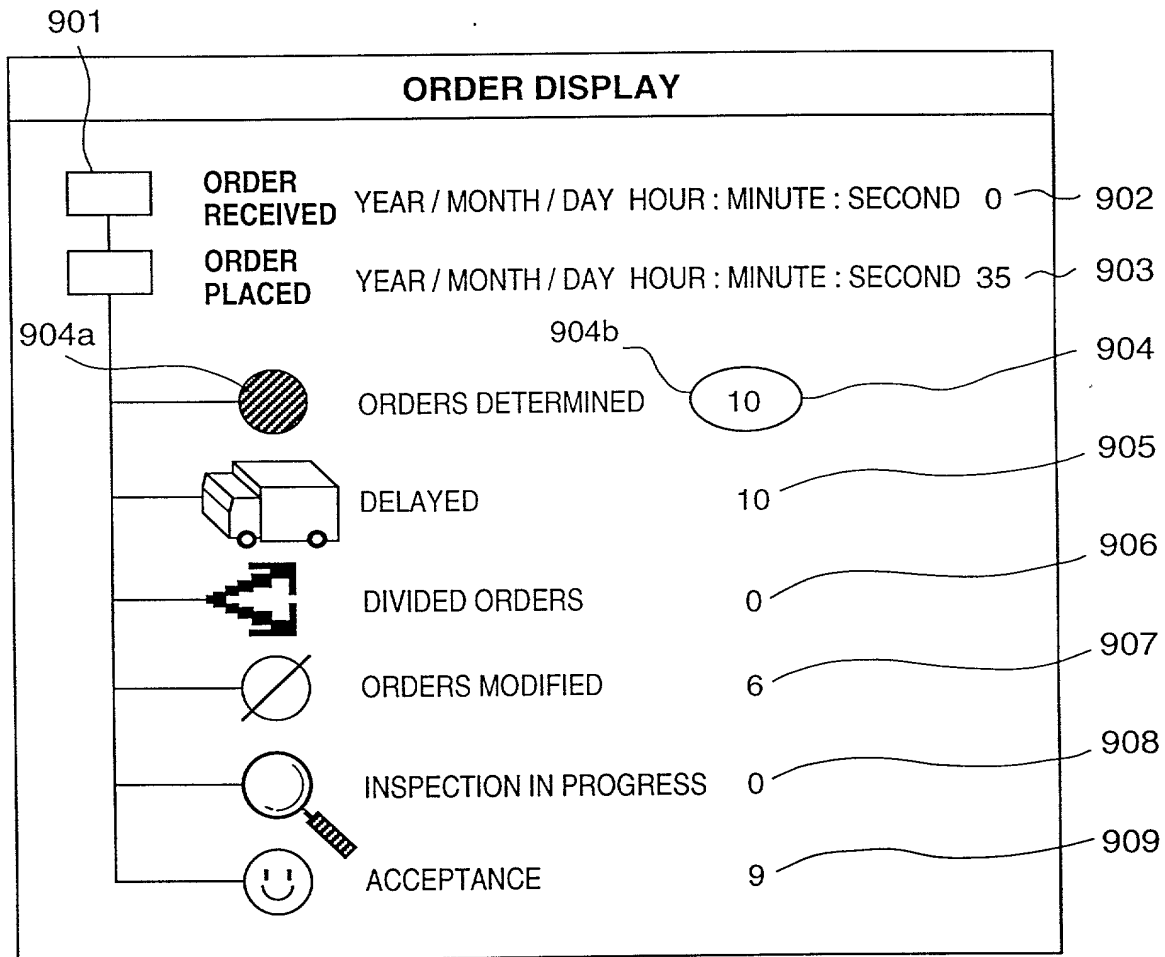 901
ORDER DISPLAY
ORDER RECEIVED YEAR / MONTH / DAY HOUR : MINUTE : SECOND 0 902
ORDER PLACED YEAR / MONTH / DAY HOUR : MINUTE : SECOND 35 903
904a 904b 904
ORDERS DETERMINED 10
905
DELAYED 10
906
DIVIDED ORDERS 0
907
ORDERS MODIFIED 6
908
INSPECTION IN PROGRESS 0
909
ACCEPTANCE 9